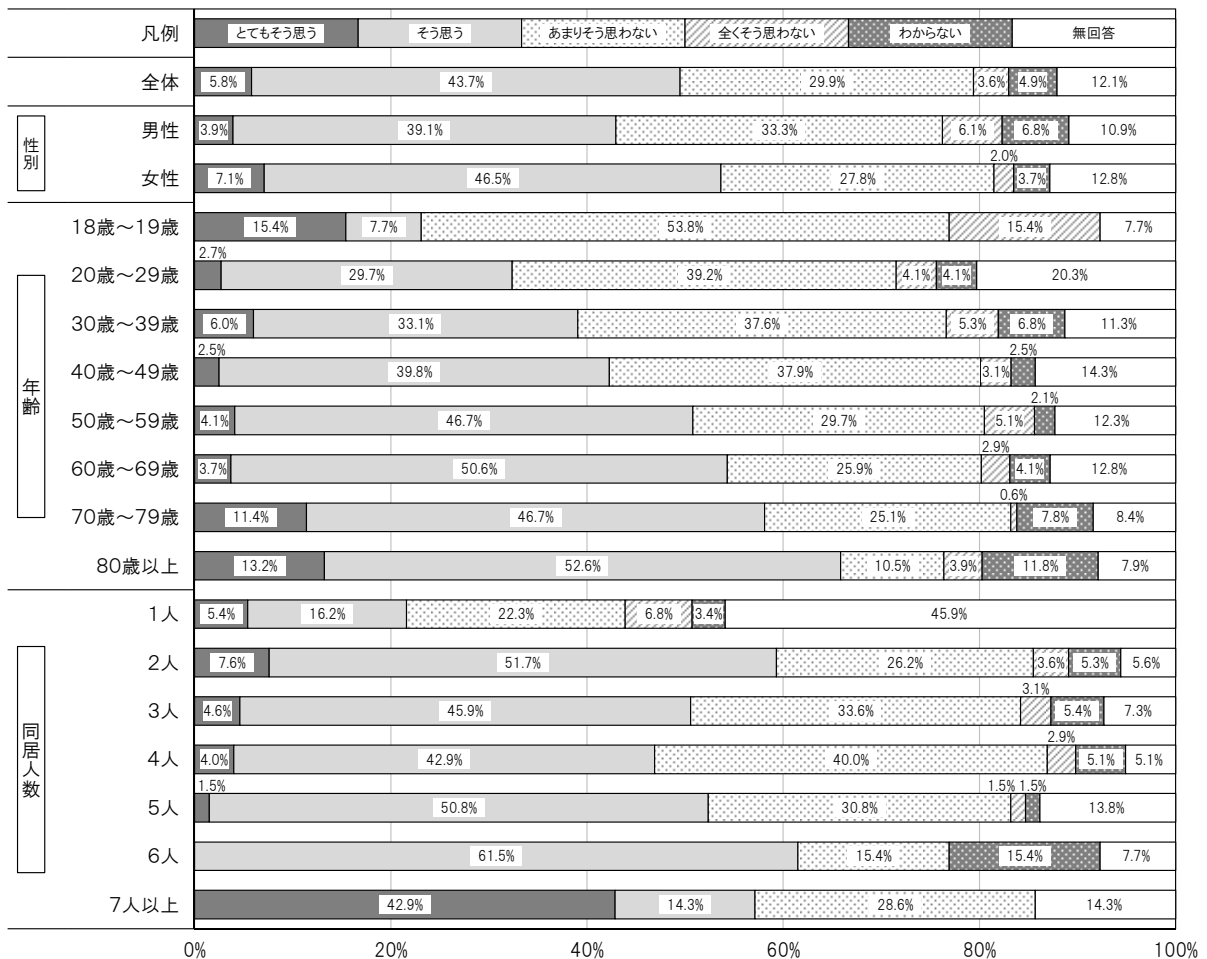 凡例 とてもそう思う そう思う あまりそう思わない 全くそう思わない わからない 無回答
全体 5.8% 43.7% 29.9% 3.6% 4.9% 12.1%
性別
男性 3.9% 39.1% 33.3% 6.1% 6.8% 10.9%
女性 7.1% 46.5% 27.8% 2.0% 3.7% 12.8%
年齢
18歳～19歳 15.4% 7.7% 53.8% 15.4% 7.7%
20歳～29歳 2.7% 29.7% 39.2% 4.1% 4.1% 20.3%
30歳～39歳 6.0% 33.1% 37.6% 5.3% 6.8% 11.3%
40歳～49歳 2.5% 39.8% 37.9% 3.1% 2.5% 14.3%
50歳～59歳 4.1% 46.7% 29.7% 5.1% 2.1% 12.3%
60歳～69歳 3.7% 50.6% 25.9% 2.9% 4.1% 12.8%
70歳～79歳 11.4% 46.7% 25.1% 0.6% 7.8% 8.4%
80歳以上 13.2% 52.6% 10.5% 3.9% 11.8% 7.9%
同居人数
1人 5.4% 16.2% 22.3% 6.8% 3.4% 45.9%
2人 7.6% 51.7% 26.2% 3.6% 5.3% 5.6%
3人 4.6% 45.9% 33.6% 3.1% 5.4% 7.3%
4人 4.0% 42.9% 40.0% 2.9% 5.1% 5.1%
5人 1.5% 50.8% 30.8% 1.5% 1.5% 13.8%
6人 61.5% 15.4% 15.4% 7.7%
7人以上 42.9% 14.3% 28.6% 14.3%
0% 20% 40% 60% 80% 100%